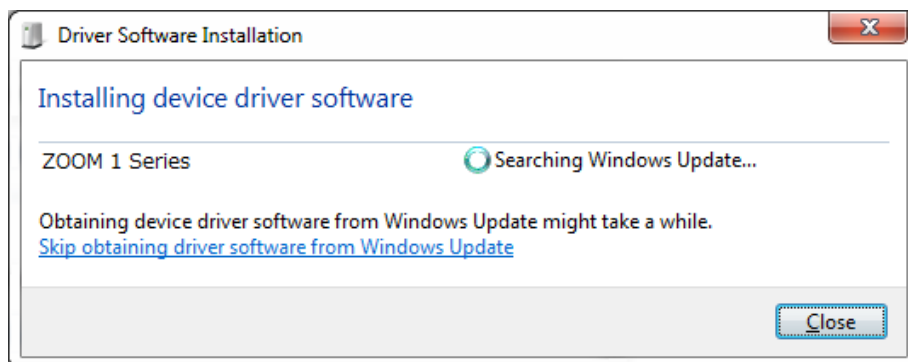 Driver Software Installation
Installing device driver software
ZOOM 1 Series Searching Windows Update...
Obtaining device driver software from Windows Update might take a while.
Skip obtaining driver software from Windows Update
Close